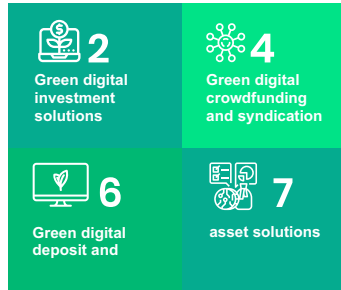 2
Green digital
investment
solutions
4
Green digital
crowdfunding
and syndication
6
Green digital
deposit and
7
asset solutions